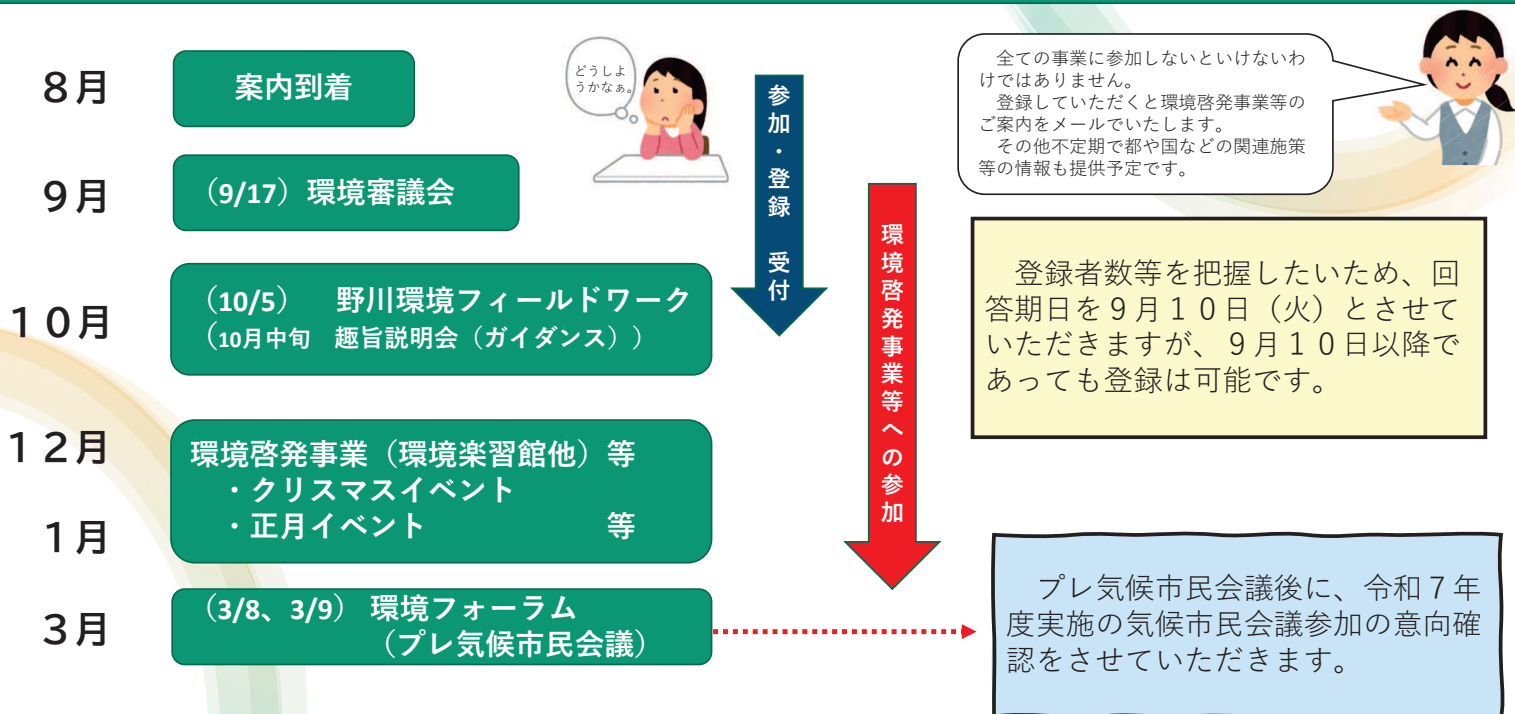 8月
案内到着
どうしよ
うかなぁ。
参加・登録　受付
　全ての事業に参加しないといけないわ
けではありません。
　登録していただくと環境啓発事業等の
ご案内をメールでいたします。
　その他不定期で都や国などの関連施策
等の情報も提供予定です。
9月
（9/17）環境審議会
環境啓発事業等への参加
　登録者数等を把握したいため、回
答期日を９月１０日（火）とさせて
いただきますが、９月１０日以降で
あっても登録は可能です。
１０月
（10/5）　野川環境フィールドワーク
（10月中旬　趣旨説明会（ガイダンス））
１２月
環境啓発事業（環境楽習館他）等
・クリスマスイベント
・正月イベント　　　　　　　等
1月
3月
（3/8、3/9） 環境フォーラム
（プレ気候市民会議）
　プレ気候市民会議後に、令和７年
度実施の気候市民会議参加の意向確
認をさせていただきます。